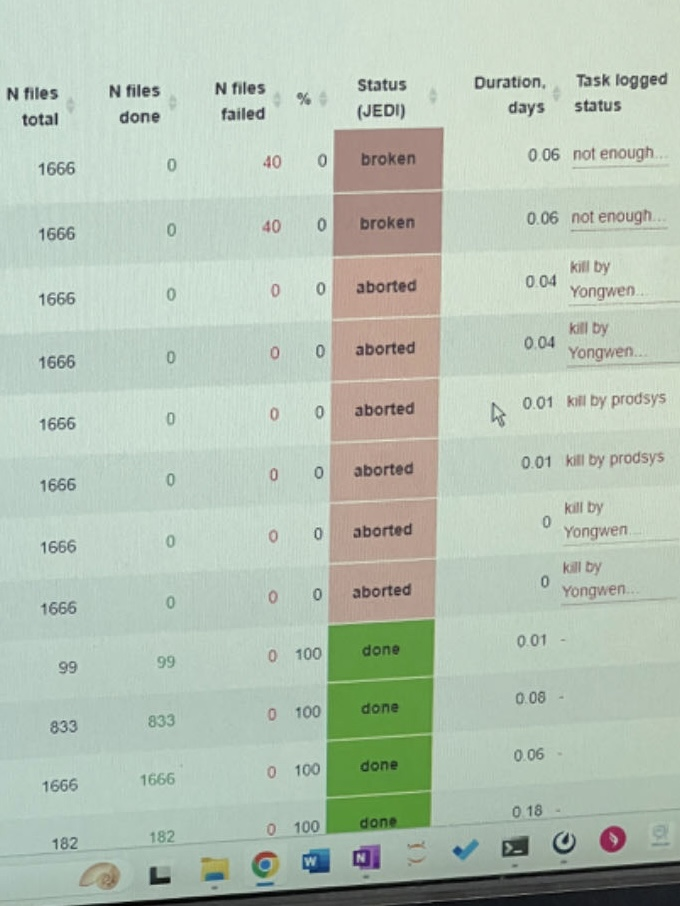 N files total N files done N files failed % Status (JEDI) Duration, days Task logged status
1666 0 40 0 broken 0.06 not enough...
1666 0 40 0 broken 0.06 not enough...
1666 0 0 0 aborted 0.04 kill by Yongwen...
1666 0 0 0 aborted 0.04 kill by Yongwen...
1666 0 0 0 aborted 0.01 kill by prodsys
1666 0 0 0 aborted 0.01 kill by prodsys
1666 0 0 0 aborted 0 kill by Yongwen...
1666 0 0 0 aborted 0 kill by Yongwen...
99 99 0 100 done 0.01 -
833 833 0 100 done 0.08 -
1666 1666 0 100 done 0.06 -
182 182 0 100 done 0.18 -
W N